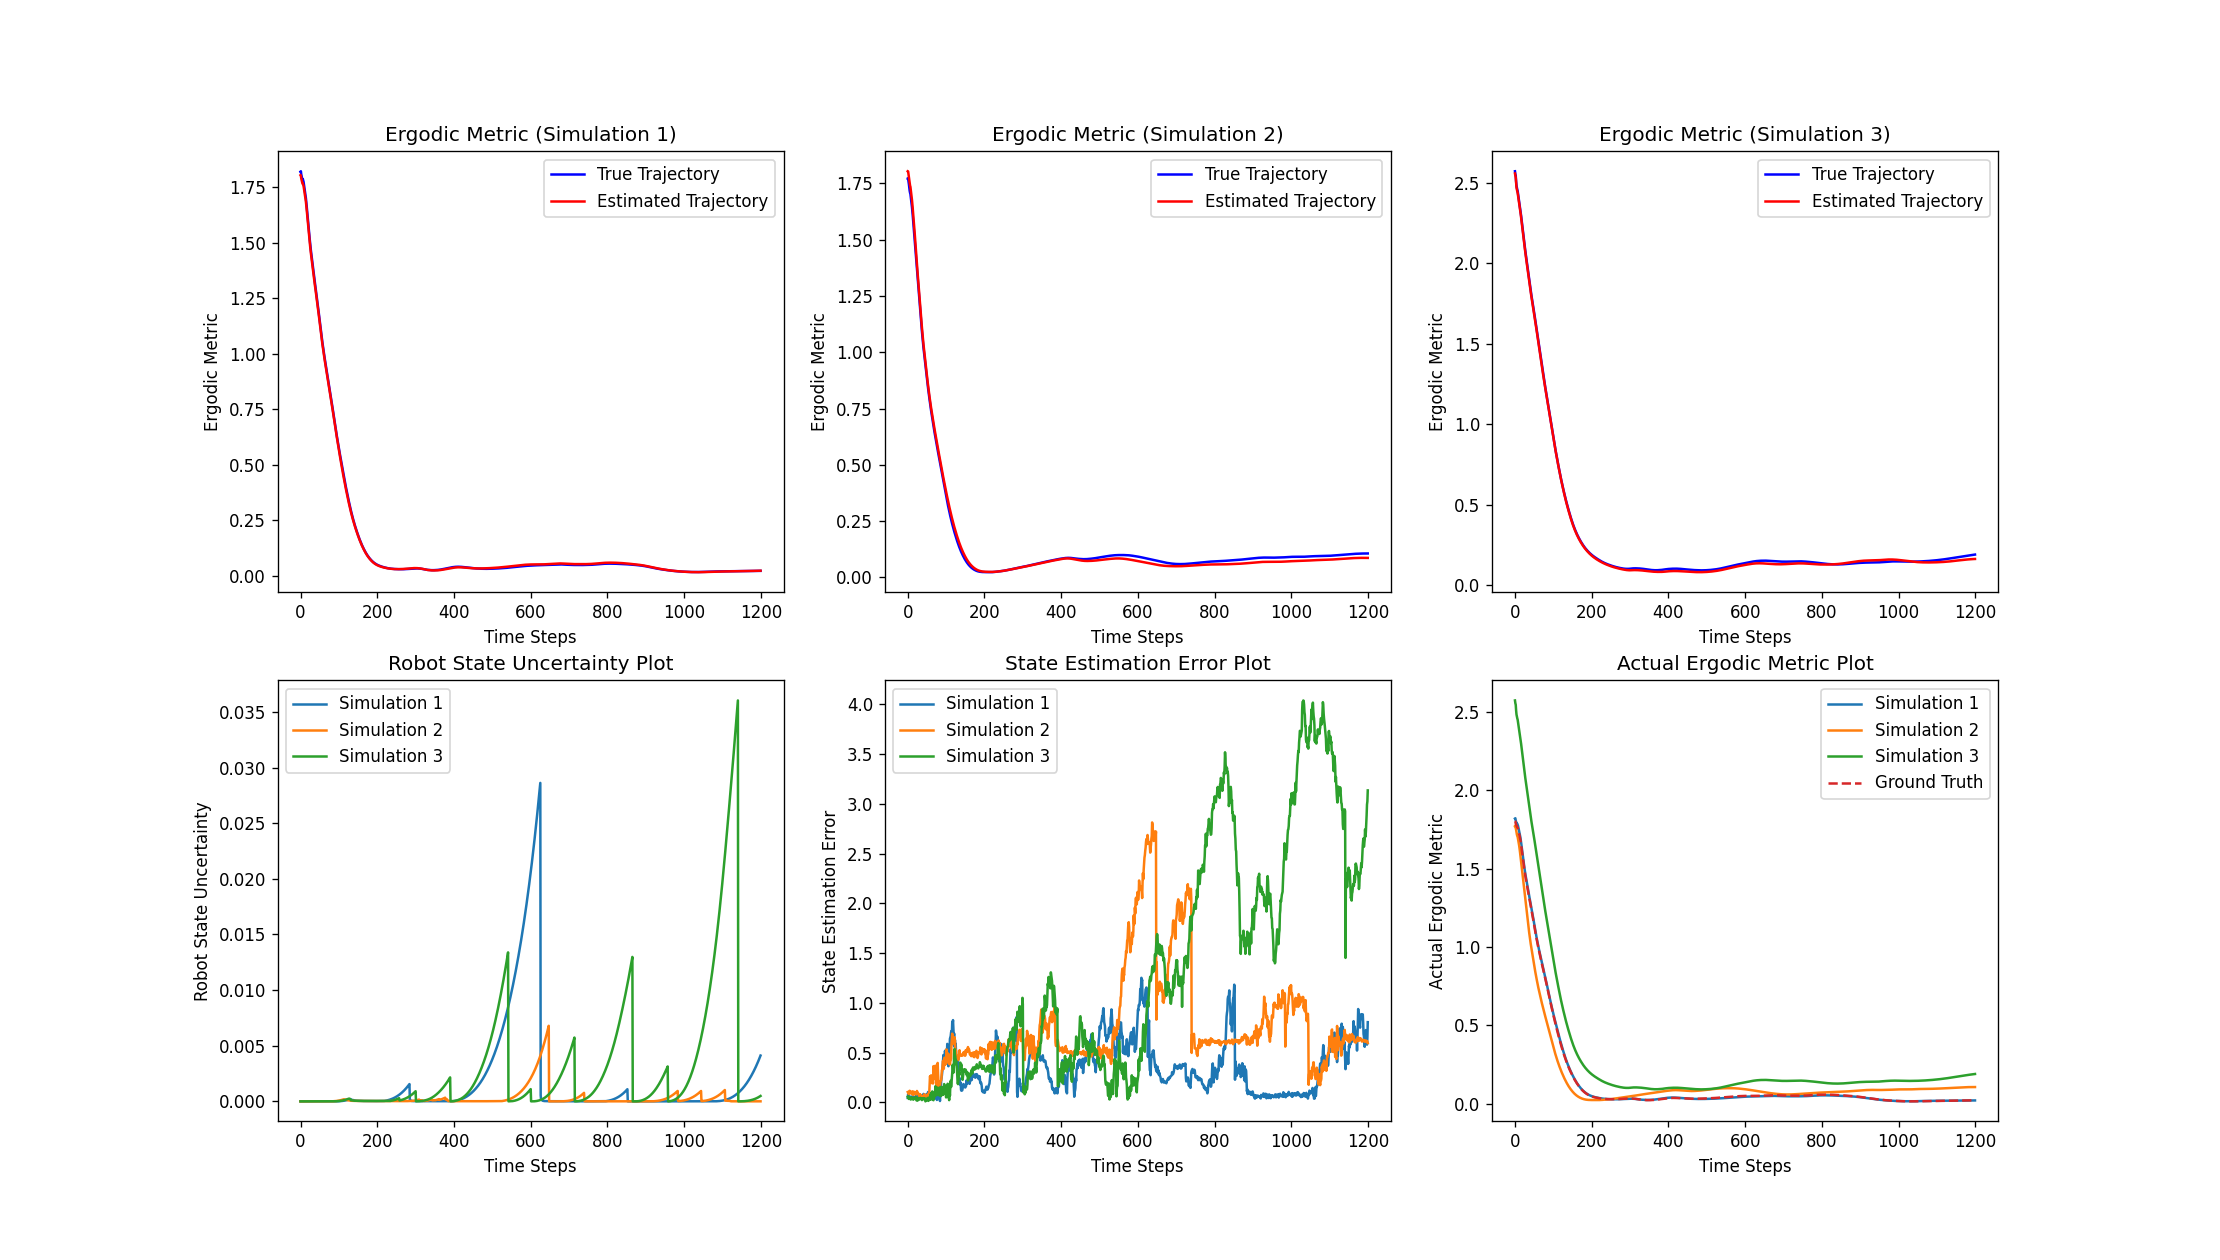 Ergodic Metric (Simulation 1)
Ergodic Metric
1.75
1.50
1.25
1.00
0.75
0.50
0.25
0.00
True Trajectory
Estimated Trajectory
0 200 400 600 800 1000 1200
Time Steps
Ergodic Metric (Simulation 2)
Ergodic Metric
1.75
1.50
1.25
1.00
0.75
0.50
0.25
0.00
True Trajectory
Estimated Trajectory
0 200 400 600 800 1000 1200
Time Steps
Ergodic Metric (Simulation 3)
Ergodic Metric
2.5
2.0
1.5
1.0
0.5
0.0
True Trajectory
Estimated Trajectory
0 200 400 600 800 1000 1200
Time Steps
Robot State Uncertainty Plot
Robot State Uncertainty
0.035
0.030
0.025
0.020
0.015
0.010
0.005
0.000
Simulation 1
Simulation 2
Simulation 3
0 200 400 600 800 1000 1200
Time Steps
State Estimation Error Plot
State Estimation Error
4.0
3.5
3.0
2.5
2.0
1.5
1.0
0.5
0.0
Simulation 1
Simulation 2
Simulation 3
0 200 400 600 800 1000 1200
Time Steps
Actual Ergodic Metric Plot
Actual Ergodic Metric
2.5
2.0
1.5
1.0
0.5
0.0
Simulation 1
Simulation 2
Simulation 3
Ground Truth
0 200 400 600 800 1000 1200
Time Steps